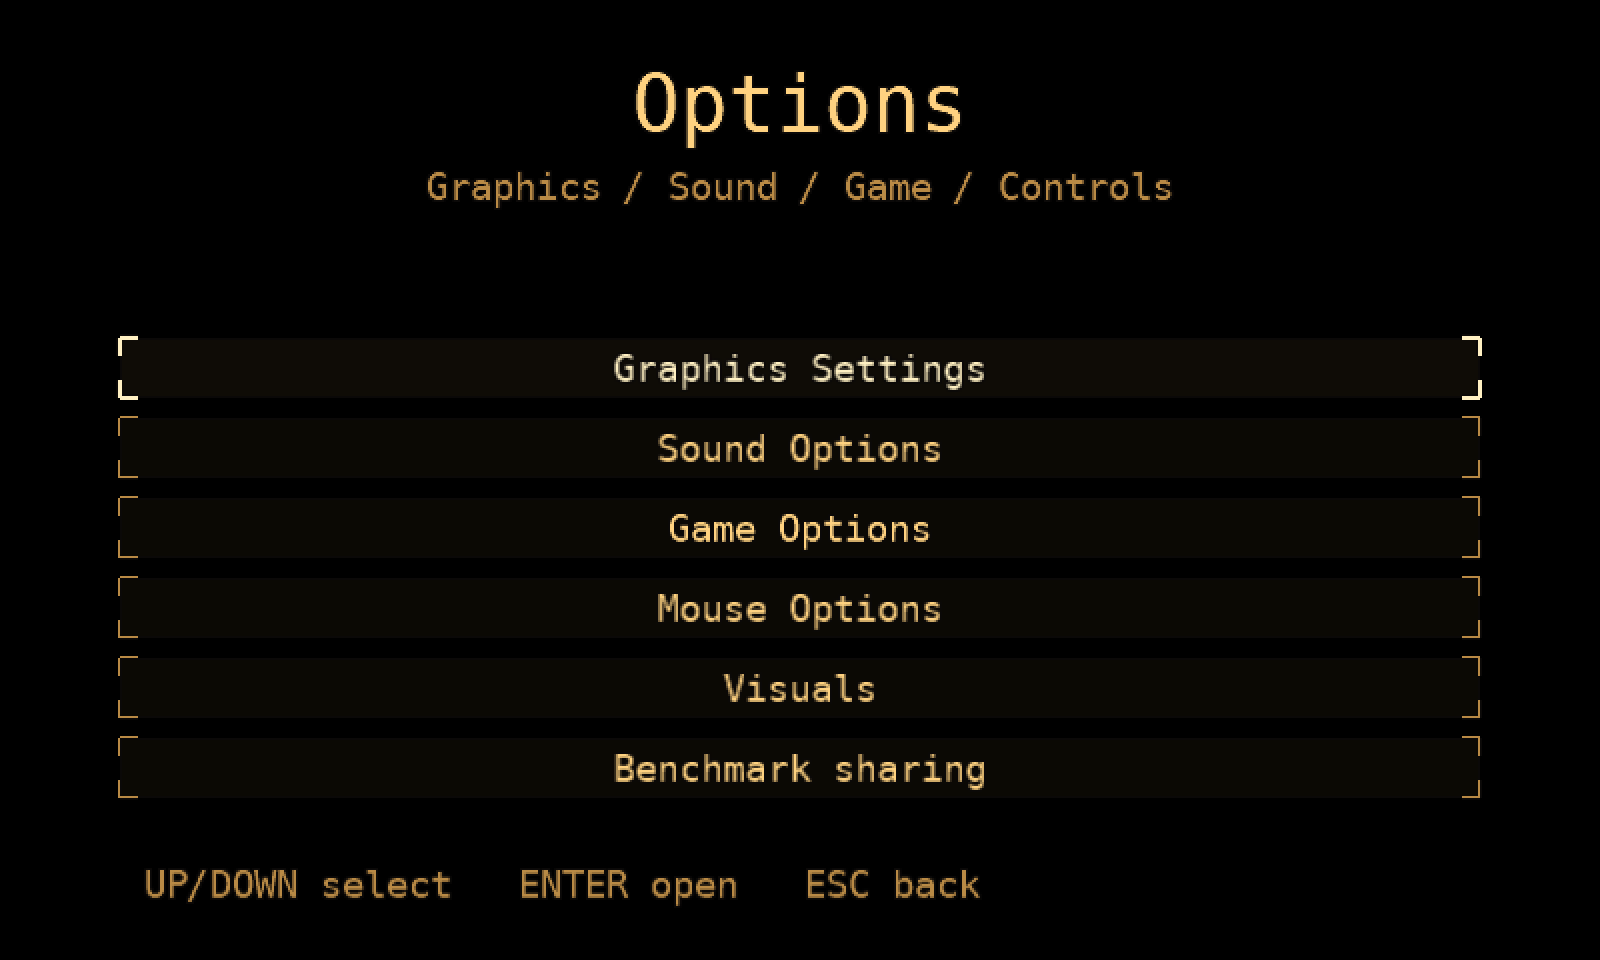 Options
Graphics / Sound / Game / Controls
Graphics Settings
Sound Options
Game Options
Mouse Options
Visuals
Benchmark sharing
UP/DOWN select   ENTER open   ESC back